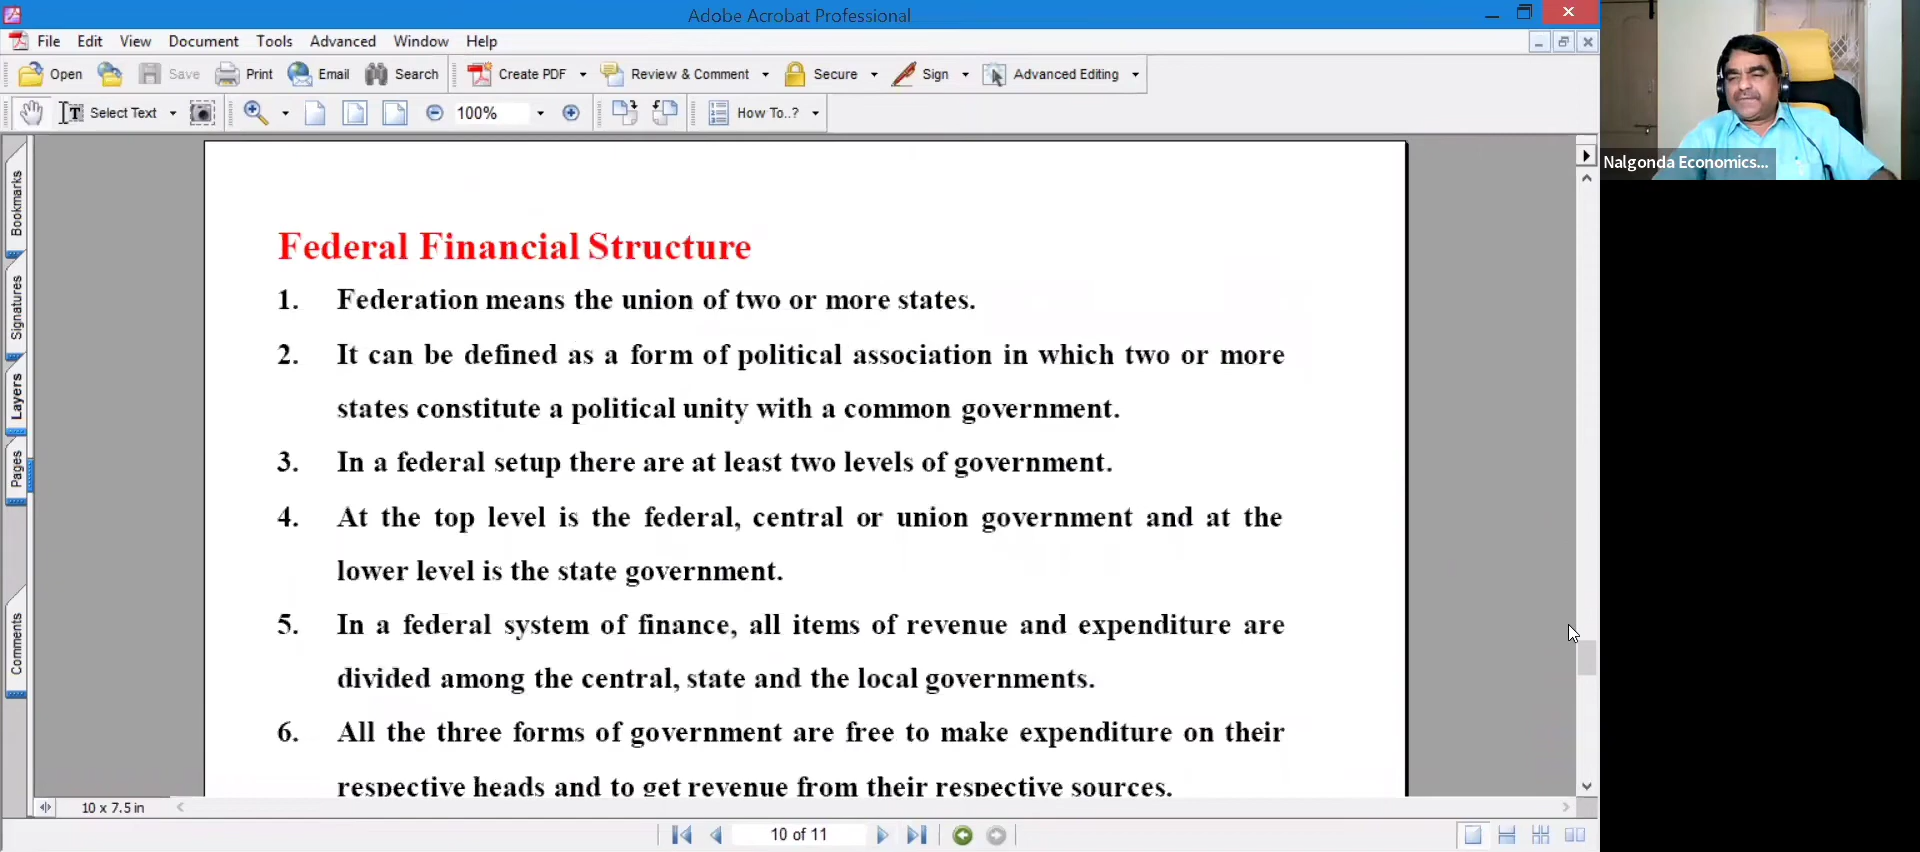 Adobe Acrobat Professional
File Edit View Document Tools Advanced Window Help
Open Save Print Email Search Create PDF Review & Comment Secure Sign Advanced Editing
Select Text 100% How To..?
Nalgonda Economics...
Bookmarks
Signatures
Layers
Pages
Comments
Federal Financial Structure
1. Federation means the union of two or more states.
2. It can be defined as a form of political association in which two or more
states constitute a political unity with a common government.
3. In a federal setup there are at least two levels of government.
4. At the top level is the federal, central or union government and at the
lower level is the state government.
5. In a federal system of finance, all items of revenue and expenditure are
divided among the central, state and the local governments.
6. All the three forms of government are free to make expenditure on their
respective heads and to get revenue from their respective sources.
10 x 7.5 in
10 of 11